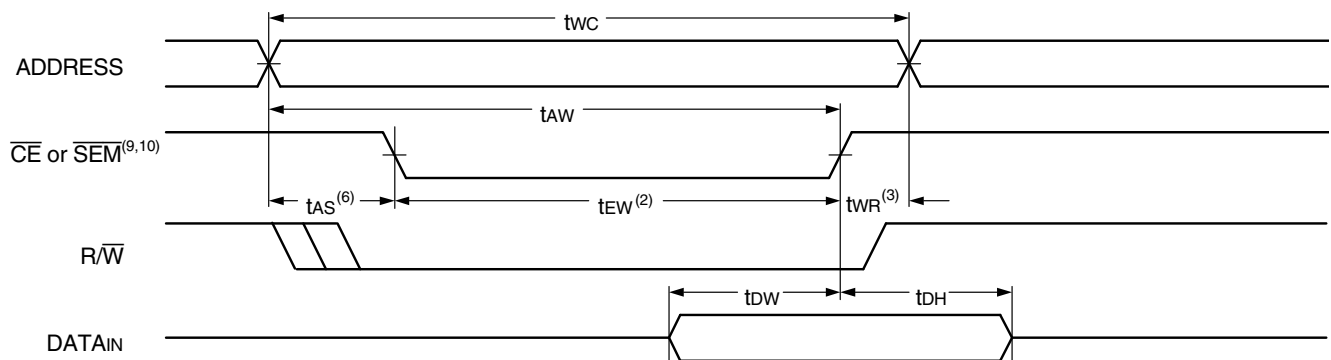 tWC
ADDRESS
tAW
CE or SEM(9,10)
tAS(6)
tEW(2)
tWR(3)
R/W
tDW
tDH
DATAIN